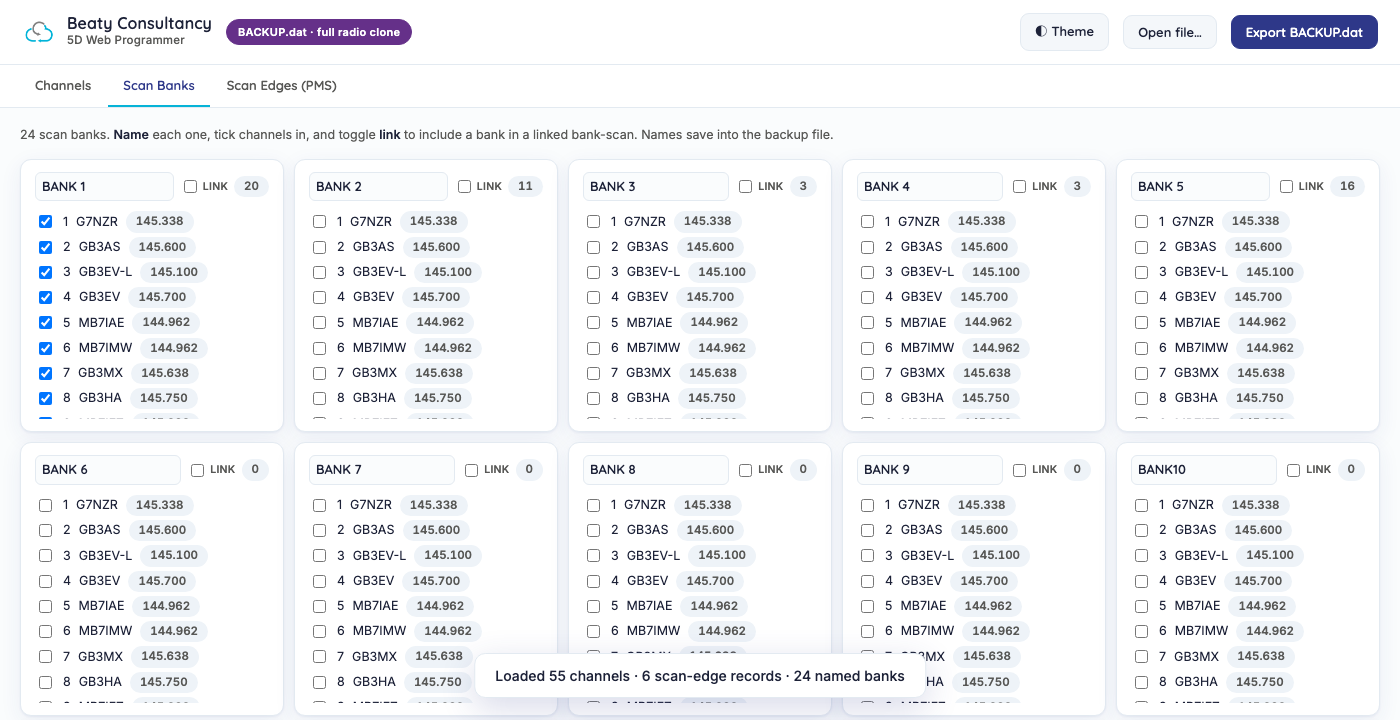 Beaty Consultancy
5D Web Programmer
BACKUP.dat · full radio clone
Theme
Open file…
Export BACKUP.dat
Channels
Scan Banks
Scan Edges (PMS)
24 scan banks. Name each one, tick channels in, and toggle link to include a bank in a linked bank-scan. Names save into the backup file.
BANK 1 LINK 20
1 G7NZR 145.338
2 GB3AS 145.600
3 GB3EV-L 145.100
4 GB3EV 145.700
5 MB7IAE 144.962
6 MB7IMW 144.962
7 GB3MX 145.638
8 GB3HA 145.750
BANK 2 LINK 11
1 G7NZR 145.338
2 GB3AS 145.600
3 GB3EV-L 145.100
4 GB3EV 145.700
5 MB7IAE 144.962
6 MB7IMW 144.962
7 GB3MX 145.638
8 GB3HA 145.750
BANK 3 LINK 3
1 G7NZR 145.338
2 GB3AS 145.600
3 GB3EV-L 145.100
4 GB3EV 145.700
5 MB7IAE 144.962
6 MB7IMW 144.962
7 GB3MX 145.638
8 GB3HA 145.750
BANK 4 LINK 3
1 G7NZR 145.338
2 GB3AS 145.600
3 GB3EV-L 145.100
4 GB3EV 145.700
5 MB7IAE 144.962
6 MB7IMW 144.962
7 GB3MX 145.638
8 GB3HA 145.750
BANK 5 LINK 16
1 G7NZR 145.338
2 GB3AS 145.600
3 GB3EV-L 145.100
4 GB3EV 145.700
5 MB7IAE 144.962
6 MB7IMW 144.962
7 GB3MX 145.638
8 GB3HA 145.750
BANK 6 LINK 0
1 G7NZR 145.338
2 GB3AS 145.600
3 GB3EV-L 145.100
4 GB3EV 145.700
5 MB7IAE 144.962
6 MB7IMW 144.962
7 GB3MX 145.638
8 GB3HA 145.750
BANK 7 LINK 0
1 G7NZR 145.338
2 GB3AS 145.600
3 GB3EV-L 145.100
4 GB3EV 145.700
5 MB7IAE 144.962
6 MB7IMW 144.962
7 GB3MX 145.638
8 GB3HA 145.750
BANK 8 LINK 0
1 G7NZR 145.338
2 GB3AS 145.600
3 GB3EV-L 145.100
4 GB3EV 145.700
5 MB7IAE 144.962
6 MB7IMW 144.962
BANK 9 LINK 0
1 G7NZR 145.338
2 GB3AS 145.600
3 GB3EV-L 145.100
4 GB3EV 145.700
5 MB7IAE 144.962
6 MB7IMW 144.962
145.638
145.750
BANK10 LINK 0
1 G7NZR 145.338
2 GB3AS 145.600
3 GB3EV-L 145.100
4 GB3EV 145.700
5 MB7IAE 144.962
6 MB7IMW 144.962
7 GB3MX 145.638
8 GB3HA 145.750
Loaded 55 channels · 6 scan-edge records · 24 named banks